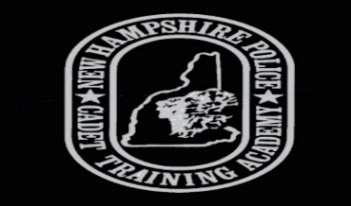 NEW HAMPSHIRE POLICE
CADET TRAINING ACADEMY